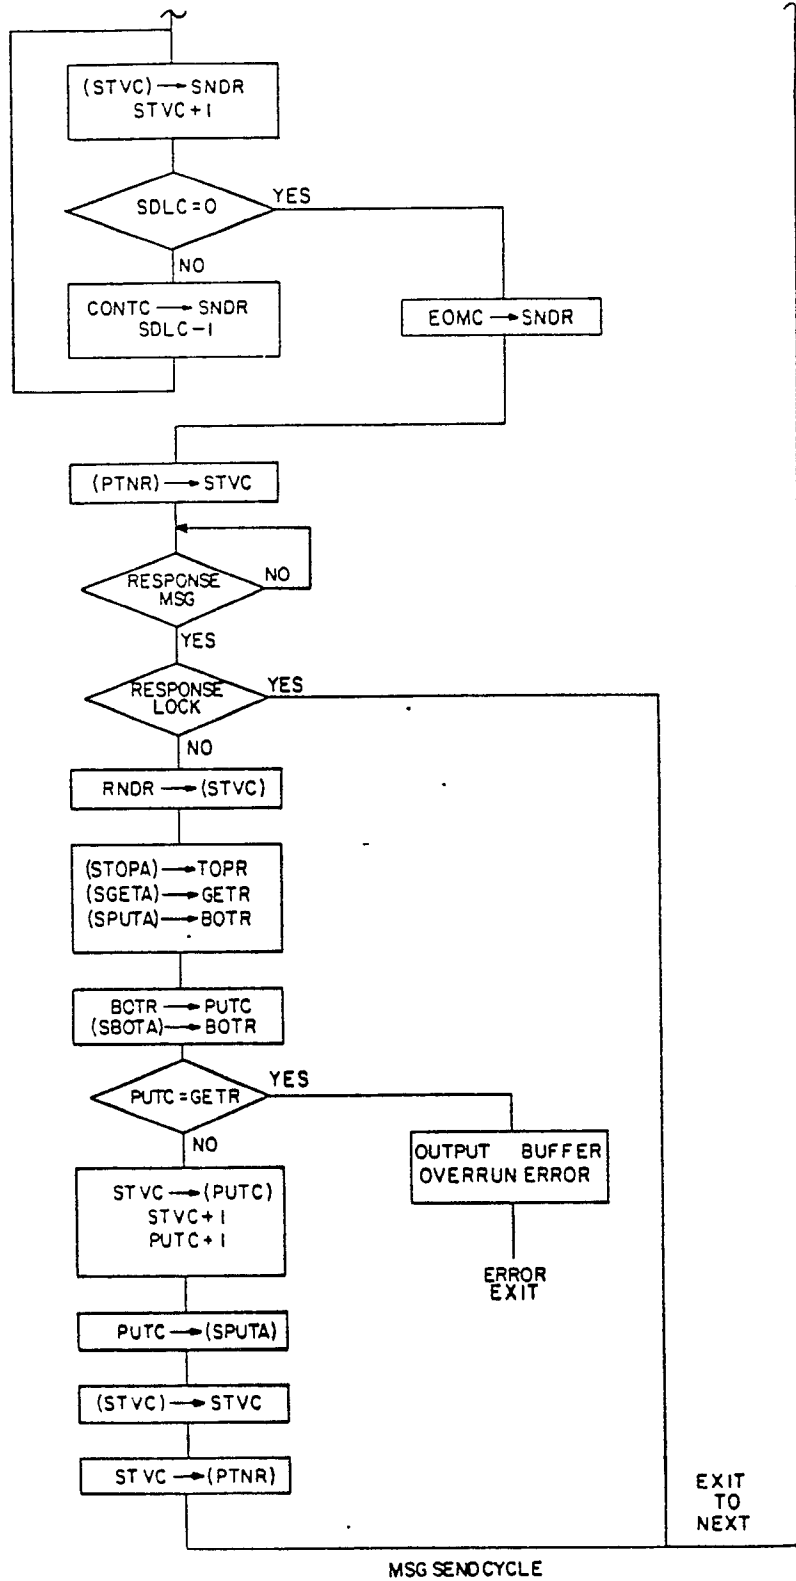 (STVC) → SNDR
STVC+1
SDLC=0
YES
NO
CONTC → SNDR
SDLC-1
EOMC → SNDR
(PTNR) → STVC
RESPONSE
MSG
NO
YES
RESPONSE
LOCK
YES
NO
RNDR → (STVC)
(STOPA) → TOPR
(SGETA) → GETR
(SPUTA) → BOTR
BOTR → PUTC
(SBOTA) → BOTR
PUTC=GETR
YES
NO
OUTPUT BUFFER
OVERRUN ERROR
ERROR
EXIT
STVC → (PUTC)
STVC+1
PUTC+1
PUTC → (SPUTA)
(STVC) → STVC
STVC → (PTNR)
EXIT
TO
NEXT
MSG SEND CYCLE